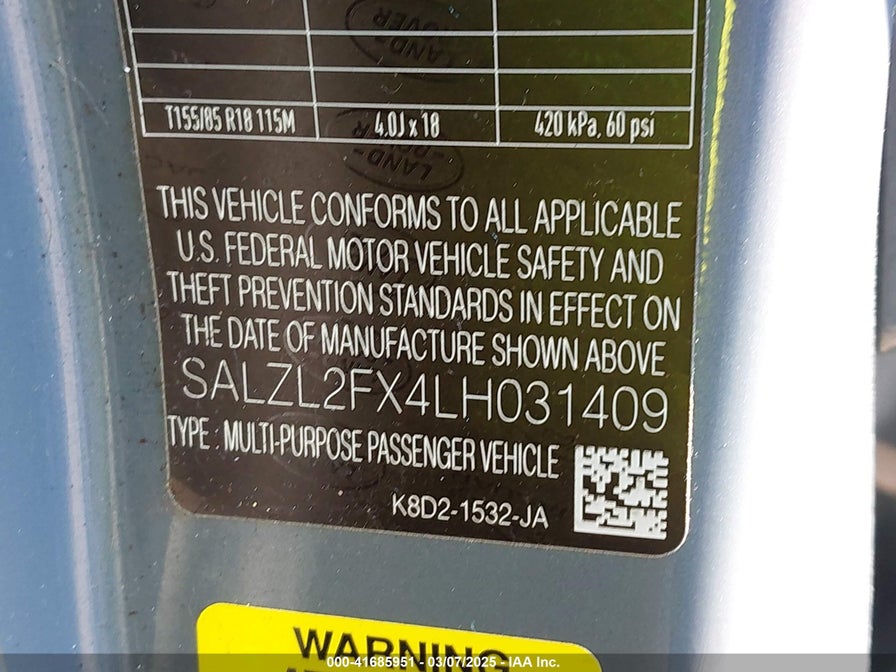 T155/85 R18 115M 4.0J x 18 420 kPa, 60 psi
THIS VEHICLE CONFORMS TO ALL APPLICABLE
U.S. FEDERAL MOTOR VEHICLE SAFETY AND
THEFT PREVENTION STANDARDS IN EFFECT ON
THE DATE OF MANUFACTURE SHOWN ABOVE
SALZL2FX4LH031409
TYPE : MULTI-PURPOSE PASSENGER VEHICLE
K8D2-1532-JA
WARNING
000-41685951 - 03/07/2025 - IAA Inc.